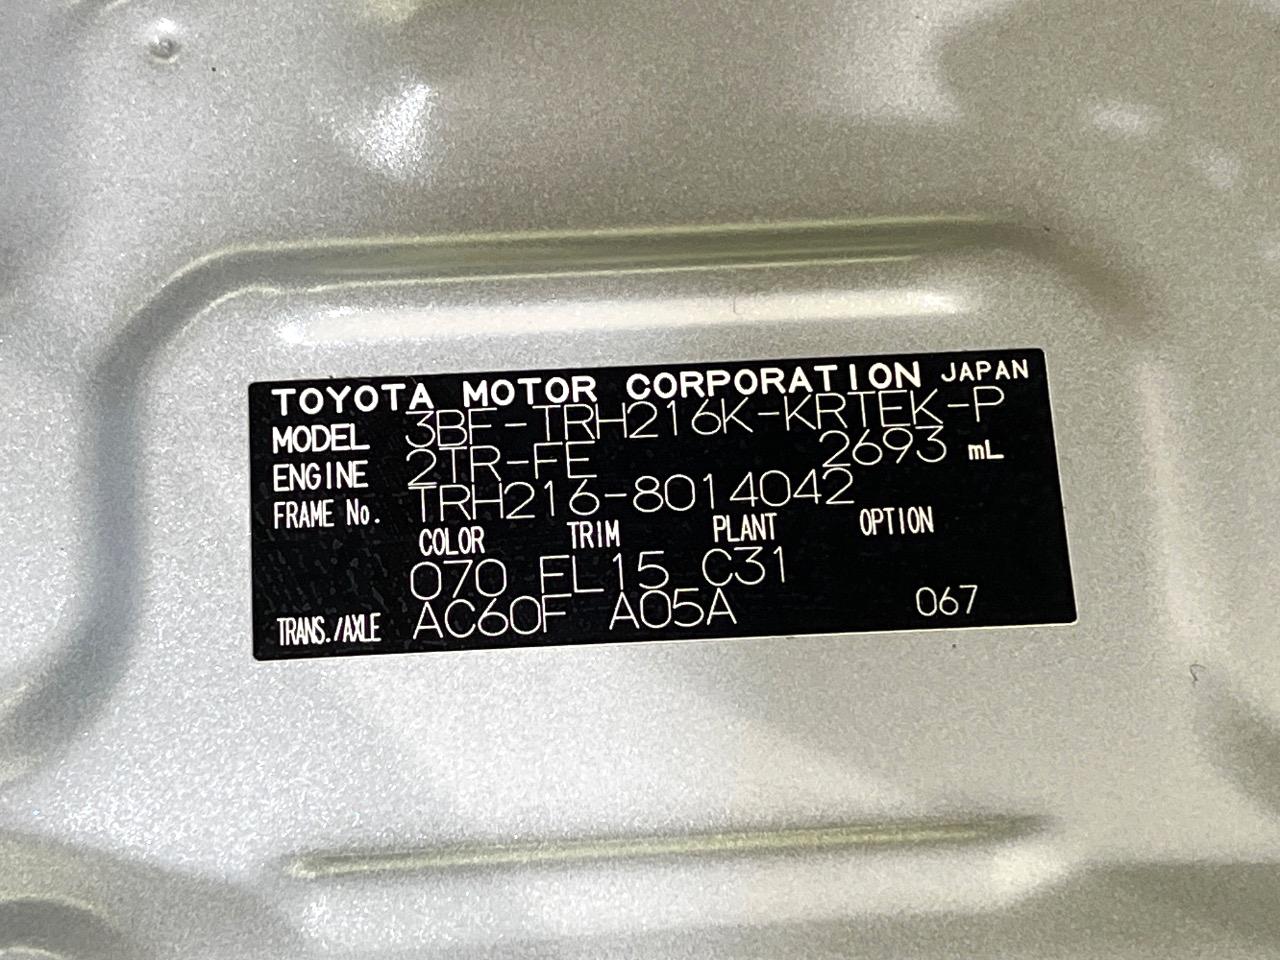 TOYOTA MOTOR CORPORATION JAPAN
MODEL 3BF-TRH216K-KRTEK-P
ENGINE 2TR-FE 2693 mL
FRAME No. TRH216-8014042
COLOR TRIM PLANT OPTION
070 EL15 C31
TRANS./AXLE AC60F A05A 067